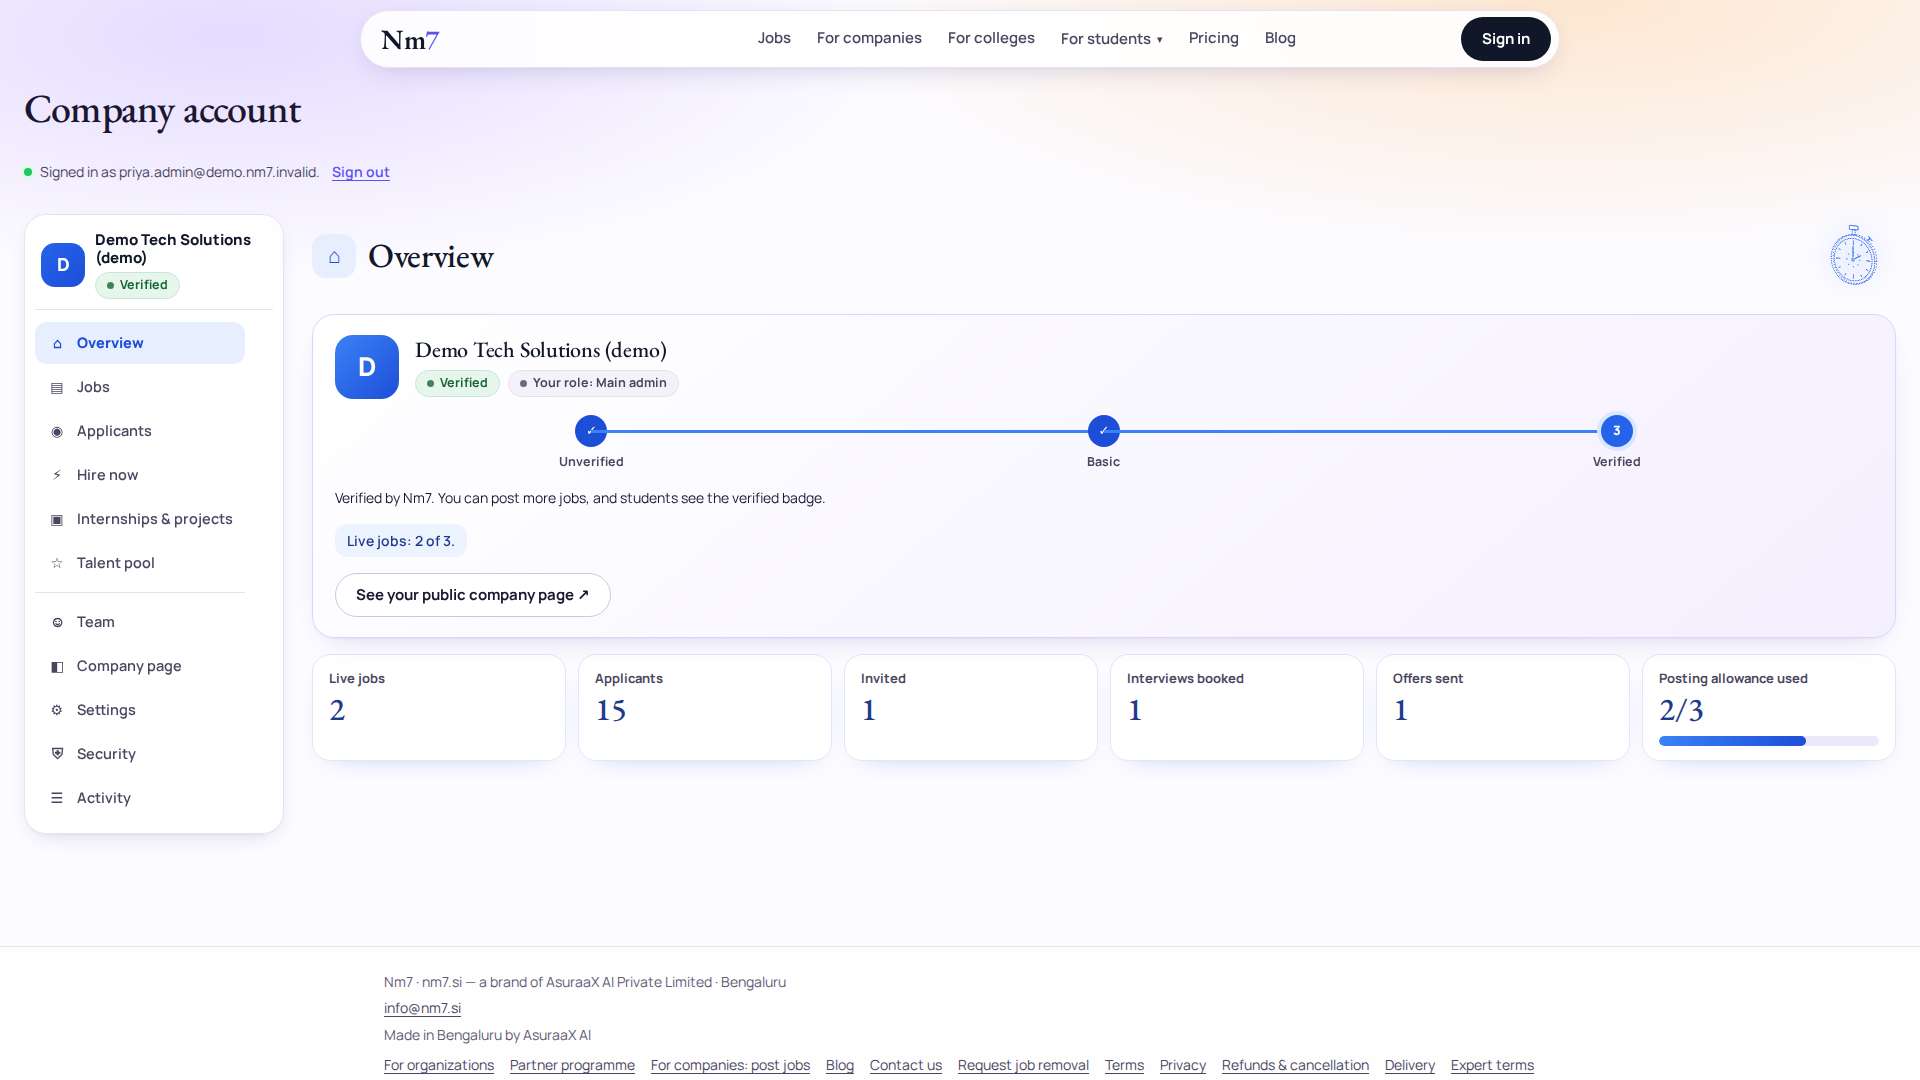 Nm7
Jobs
For companies
For colleges
For students ▾
Pricing
Blog
Sign in
Company account
Signed in as priya.admin@demo.nm7.invalid. Sign out
D
Demo Tech Solutions
(demo)
Verified
Overview
Jobs
Applicants
Hire now
Internships & projects
Talent pool
Team
Company page
Settings
Security
Activity
Overview
D
Demo Tech Solutions (demo)
Verified
Your role: Main admin
✓
✓
3
Unverified
Basic
Verified
Verified by Nm7. You can post more jobs, and students see the verified badge.
Live jobs: 2 of 3.
See your public company page ↗
Live jobs
2
Applicants
15
Invited
1
Interviews booked
1
Offers sent
1
Posting allowance used
2/3
Nm7 · nm7.si — a brand of AsuraaX AI Private Limited · Bengaluru
info@nm7.si
Made in Bengaluru by AsuraaX AI
For organizations Partner programme For companies: post jobs Blog Contact us Request job removal Terms Privacy Refunds & cancellation Delivery Expert terms